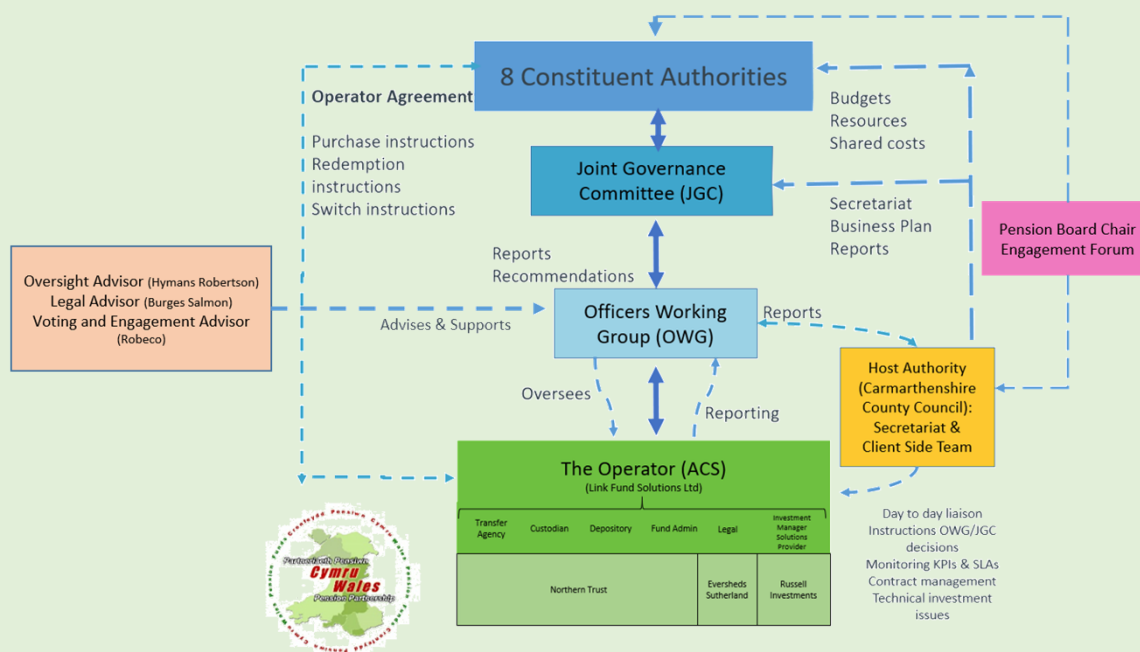 8 Constituent Authorities
Operator Agreement
Purchase instructions
Redemption
instructions
Switch instructions
Budgets
Resources
Shared costs
Joint Governance
Committee (JGC)
Secretariat
Business Plan
Reports
Pension Board Chair
Engagement Forum
Oversight Advisor (Hymans Robertson)
Legal Advisor (Burges Salmon)
Voting and Engagement Advisor
(Robeco)
Advises & Supports
Reports
Recommendations
Officers Working
Group (OWG)
Reports
Host Authority
(Carmarthenshire
County Council):
Secretariat &
Client Side Team
Oversees
Reporting
The Operator (ACS)
(Link Fund Solutions Ltd)
Transfer
Agency
Custodian
Depository
Fund Admin
Legal
Investment
Manager
Solutions
Provider
Northern Trust
Eversheds
Sutherland
Russell
Investments
Day to day liaison
Instructions OWG/JGC
decisions
Monitoring KPIs & SLAs
Contract management
Technical investment
issues
Partneriaeth Pensiwn
Cymru
Wales
Pension Partnership